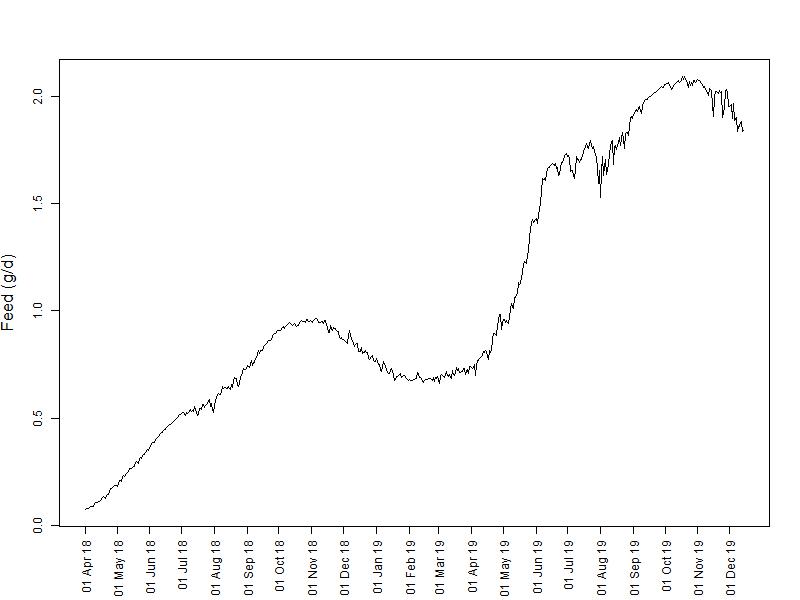 Feed (g/d)
2.0
1.5
1.0
0.5
0.0
01 Apr 18
01 May 18
01 Jun 18
01 Jul 18
01 Aug 18
01 Sep 18
01 Oct 18
01 Nov 18
01 Dec 18
01 Jan 19
01 Feb 19
01 Mar 19
01 Apr 19
01 May 19
01 Jun 19
01 Jul 19
01 Aug 19
01 Sep 19
01 Oct 19
01 Nov 19
01 Dec 19